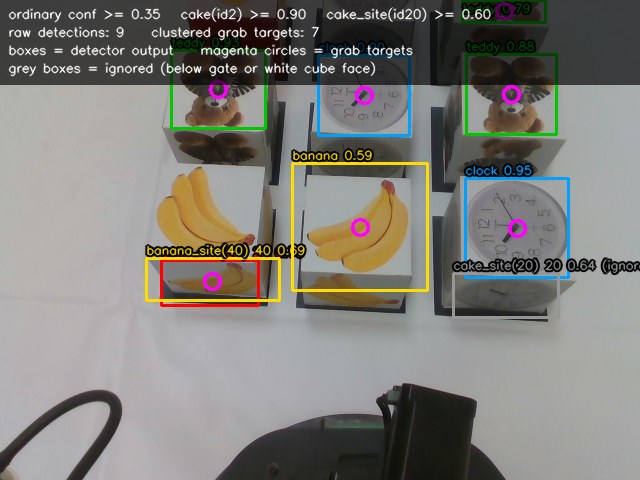 ordinary conf >= 0.35 cake(id2) >= 0.90 cake_site(id20) >= 0.60
raw detections: 9 clustered grab targets: 7
boxes = detector output magenta circles = grab targets
grey boxes = ignored (below gate or white cube face)
teddy 0.88
banana 0.59
clock 0.95
banana_site(40) 40 0.69
cake_site(20) 20 0.64 (ignor